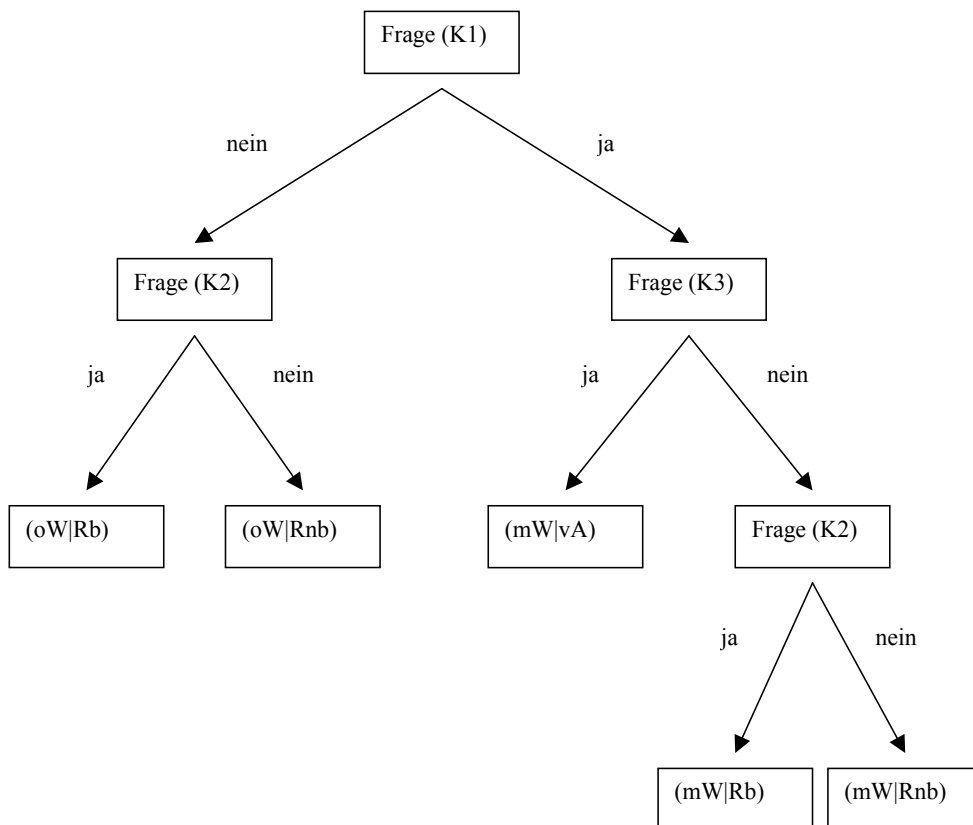 Frage (K1)
nein
ja
Frage (K2)
Frage (K3)
ja
nein
ja
nein
(oW|Rb)
(oW|Rnb)
(mW|vA)
Frage (K2)
ja
nein
(mW|Rb)
(mW|Rnb)